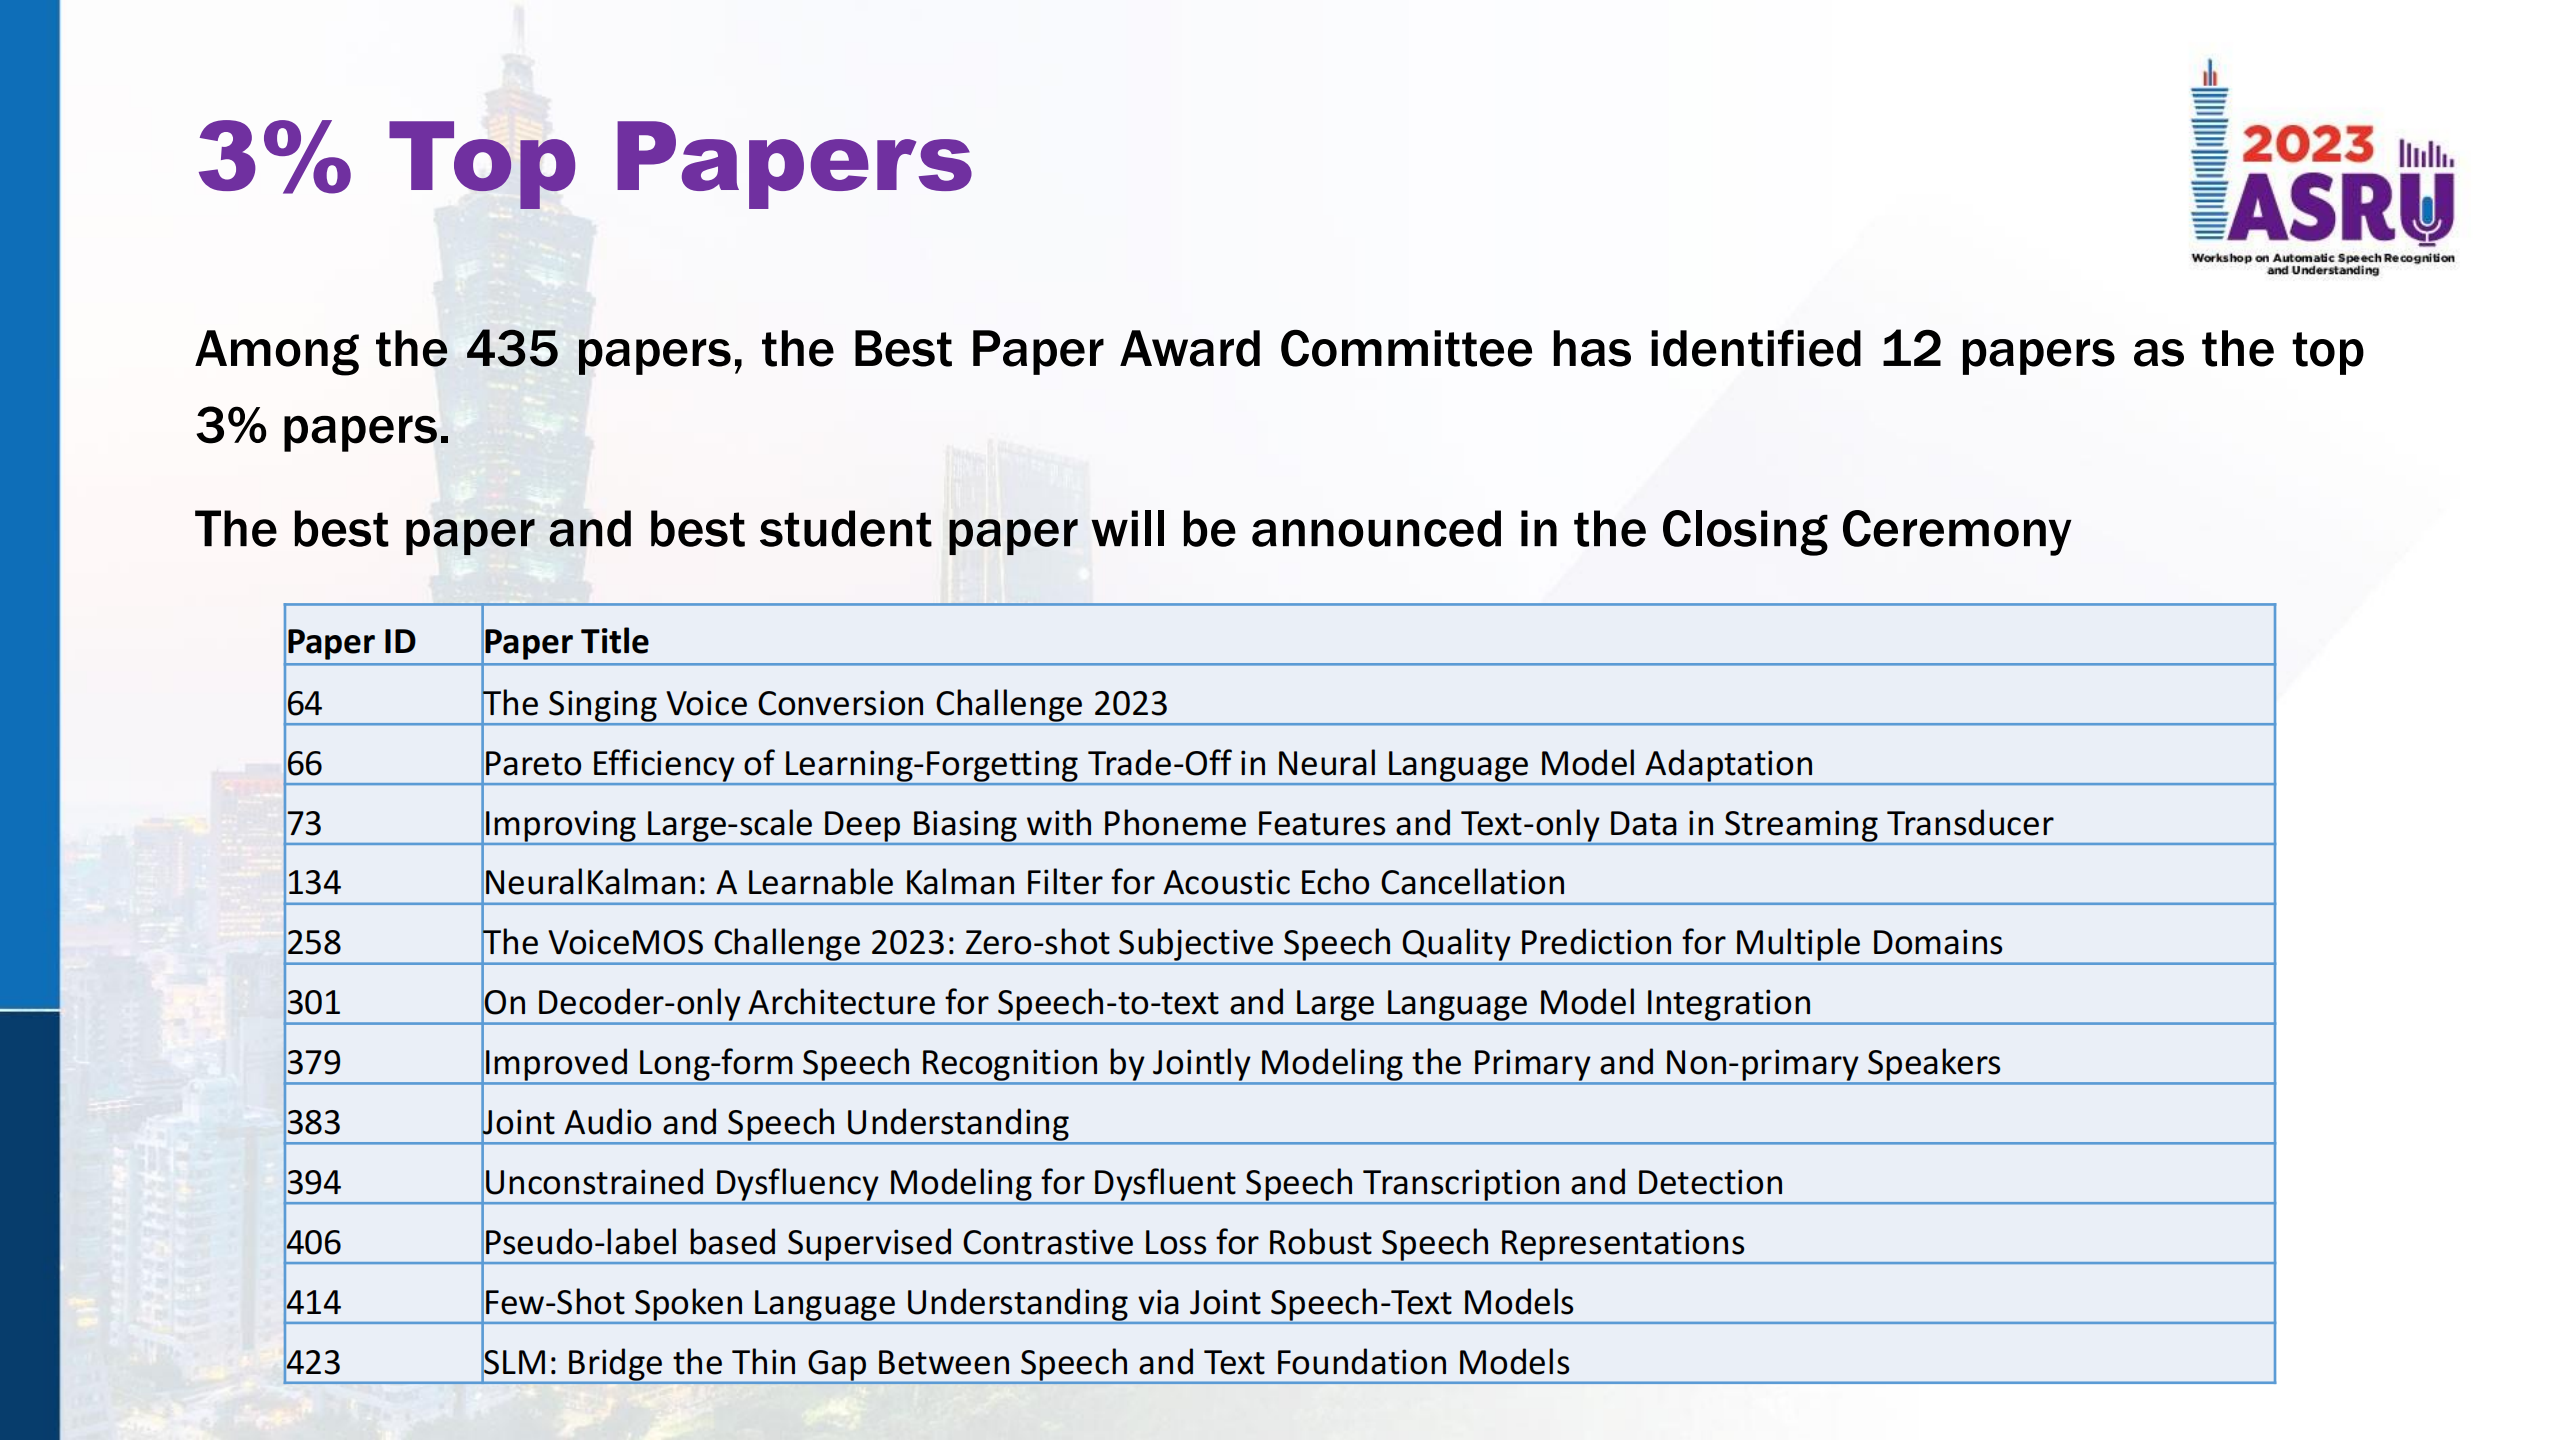 3% Top Papers
2023
ASRU
Workshop on Automatic Speech Recognition
and Understanding
Among the 435 papers, the Best Paper Award Committee has identified 12 papers as the top
3% papers.
The best paper and best student paper will be announced in the Closing Ceremony
Paper ID Paper Title
64 The Singing Voice Conversion Challenge 2023
66 Pareto Efficiency of Learning-Forgetting Trade-Off in Neural Language Model Adaptation
73 Improving Large-scale Deep Biasing with Phoneme Features and Text-only Data in Streaming Transducer
134 NeuralKalman: A Learnable Kalman Filter for Acoustic Echo Cancellation
258 The VoiceMOS Challenge 2023: Zero-shot Subjective Speech Quality Prediction for Multiple Domains
301 On Decoder-only Architecture for Speech-to-text and Large Language Model Integration
379 Improved Long-form Speech Recognition by Jointly Modeling the Primary and Non-primary Speakers
383 Joint Audio and Speech Understanding
394 Unconstrained Dysfluency Modeling for Dysfluent Speech Transcription and Detection
406 Pseudo-label based Supervised Contrastive Loss for Robust Speech Representations
414 Few-Shot Spoken Language Understanding via Joint Speech-Text Models
423 SLM: Bridge the Thin Gap Between Speech and Text Foundation Models